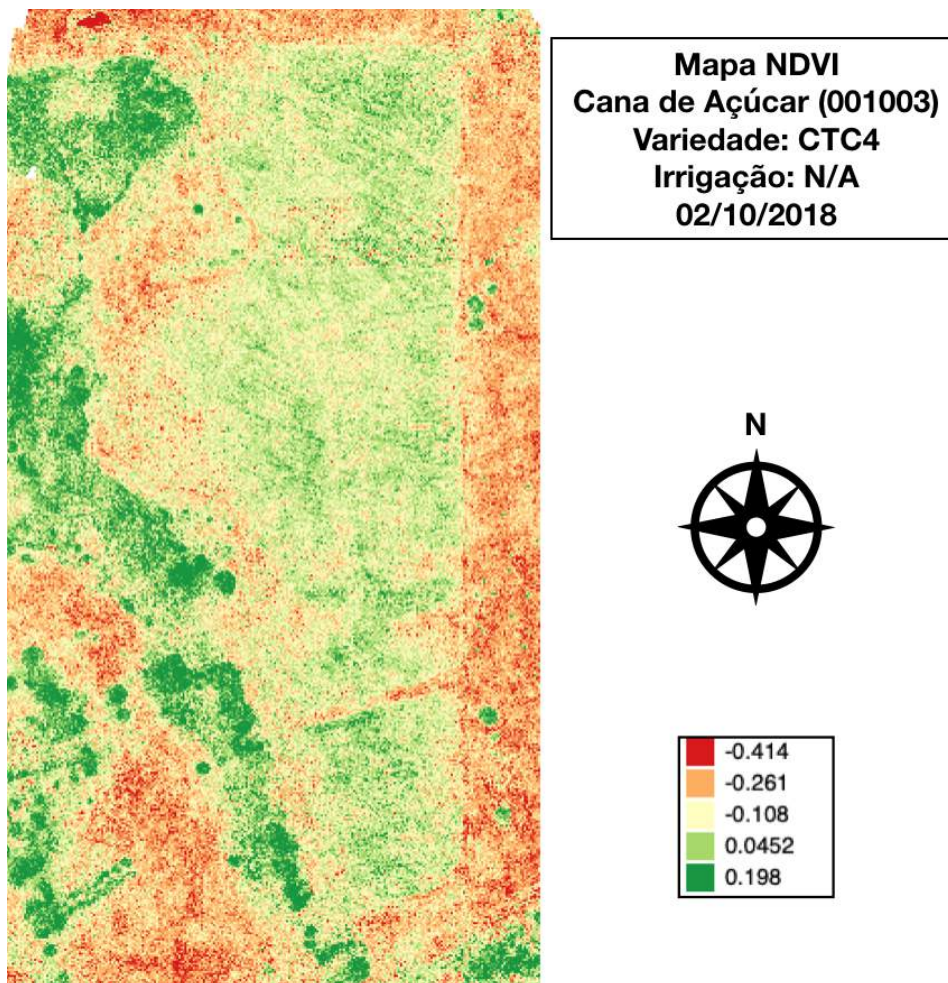 Mapa NDVI
Cana de Açúcar (001003)
Variedade: CTC4
Irrigação: N/A
02/10/2018
N
-0.414
-0.261
-0.108
0.0452
0.198